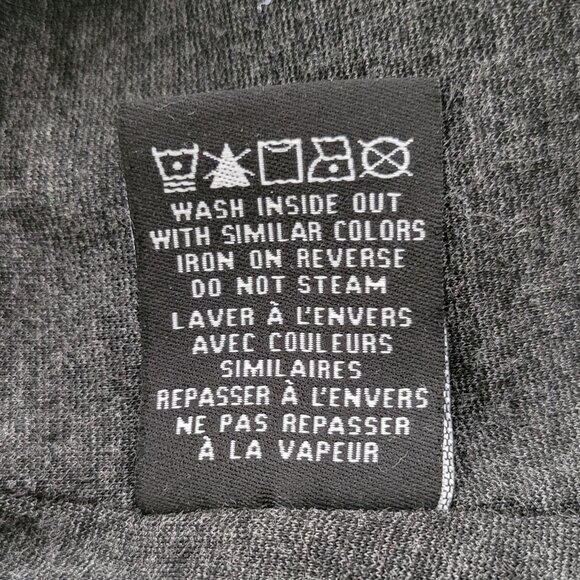 WASH INSIDE OUT
WITH SIMILAR COLORS
IRON ON REVERSE
DO NOT STEAM
LAVER À L'ENVERS
AVEC COULEURS
SIMILAIRES
REPASSER À L'ENVERS
NE PAS REPASSER
À LA VAPEUR